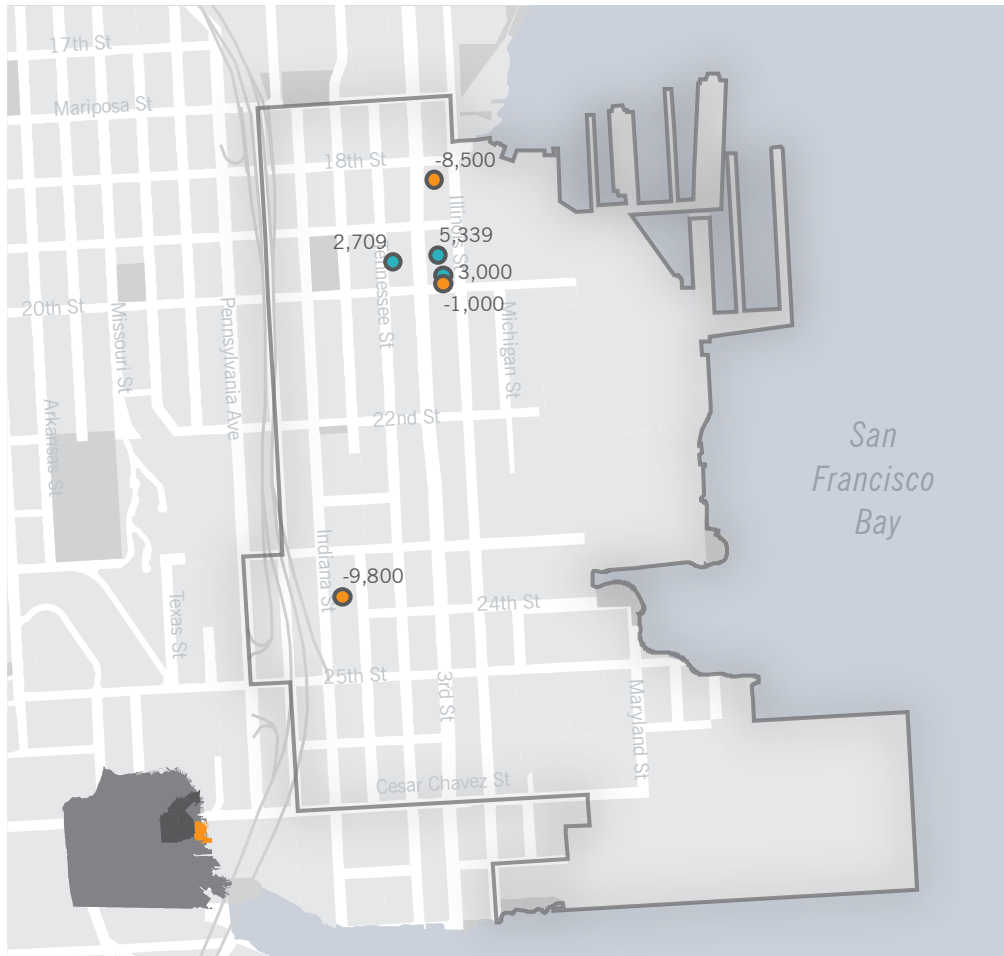 17th St
Mariposa St
18th St
-8,500
Illinois St
2,709
5,339
3,000
-1,000
Tennessee St
20th St
Missouri St
Pennsylvania Ave
Michigan St
Arkansas St
22nd St
San
Francisco
Bay
Indiana St
-9,800
24th St
Texas St
25th St
3rd St
Maryland St
Cesar Chavez St